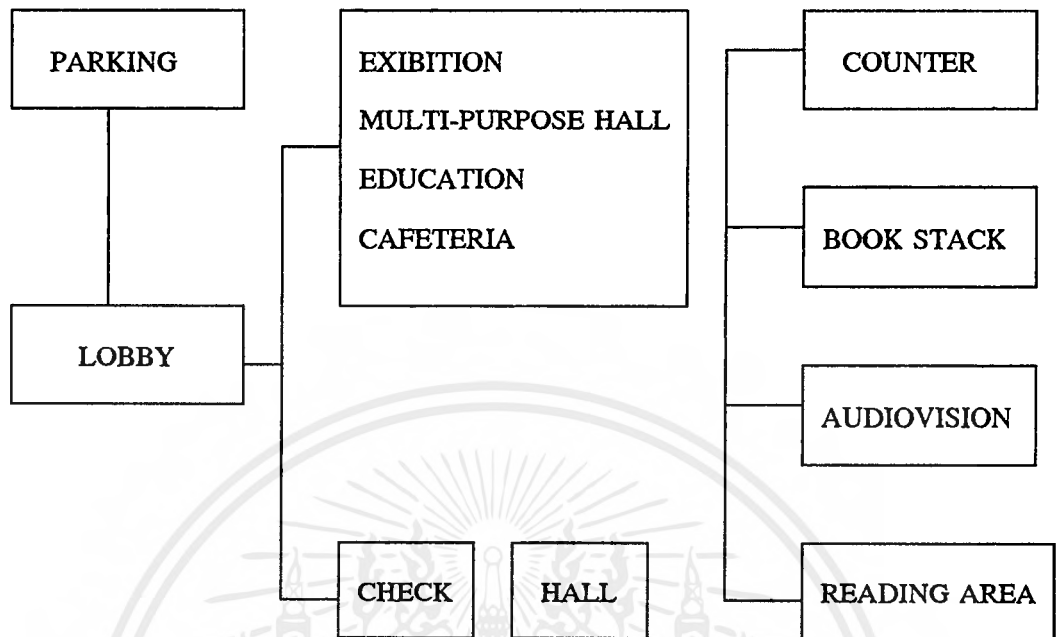 PARKING
LOBBY
EXIBITION
MULTI-PURPOSE HALL
EDUCATION
CAFETERIA
CHECK
HALL
COUNTER
BOOK STACK
AUDIOVISION
READING AREA